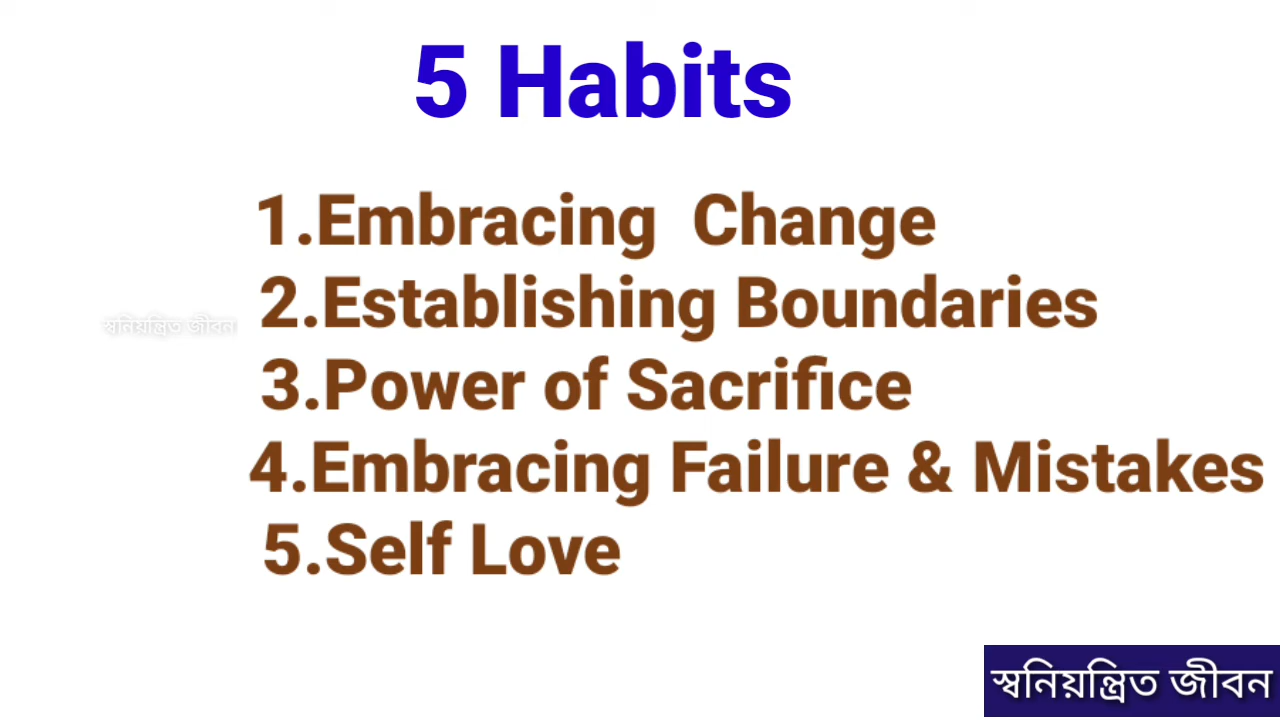 5 Habits
1.Embracing Change
2.Establishing Boundaries
স্বনিয়ন্ত্রিত জীবন
3.Power of Sacrifice
4.Embracing Failure & Mistakes
5.Self Love
স্বনিয়ন্ত্রিত জীবন